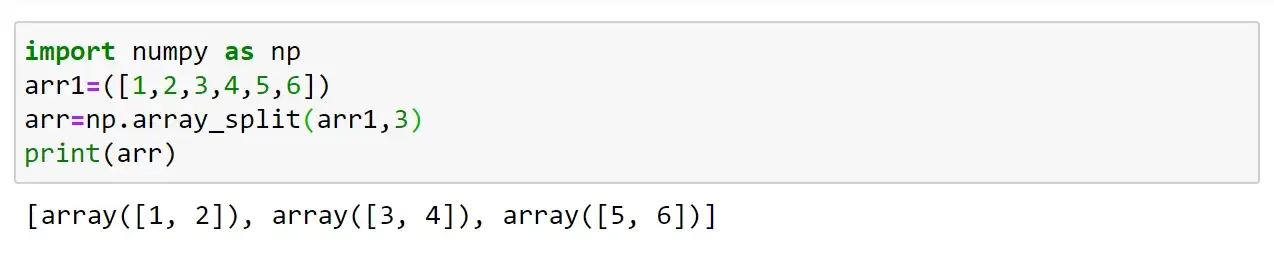 import numpy as np
arr1=([1,2,3,4,5,6])
arr=np.array_split(arr1,3)
print(arr)
[array([1, 2]), array([3, 4]), array([5, 6])]